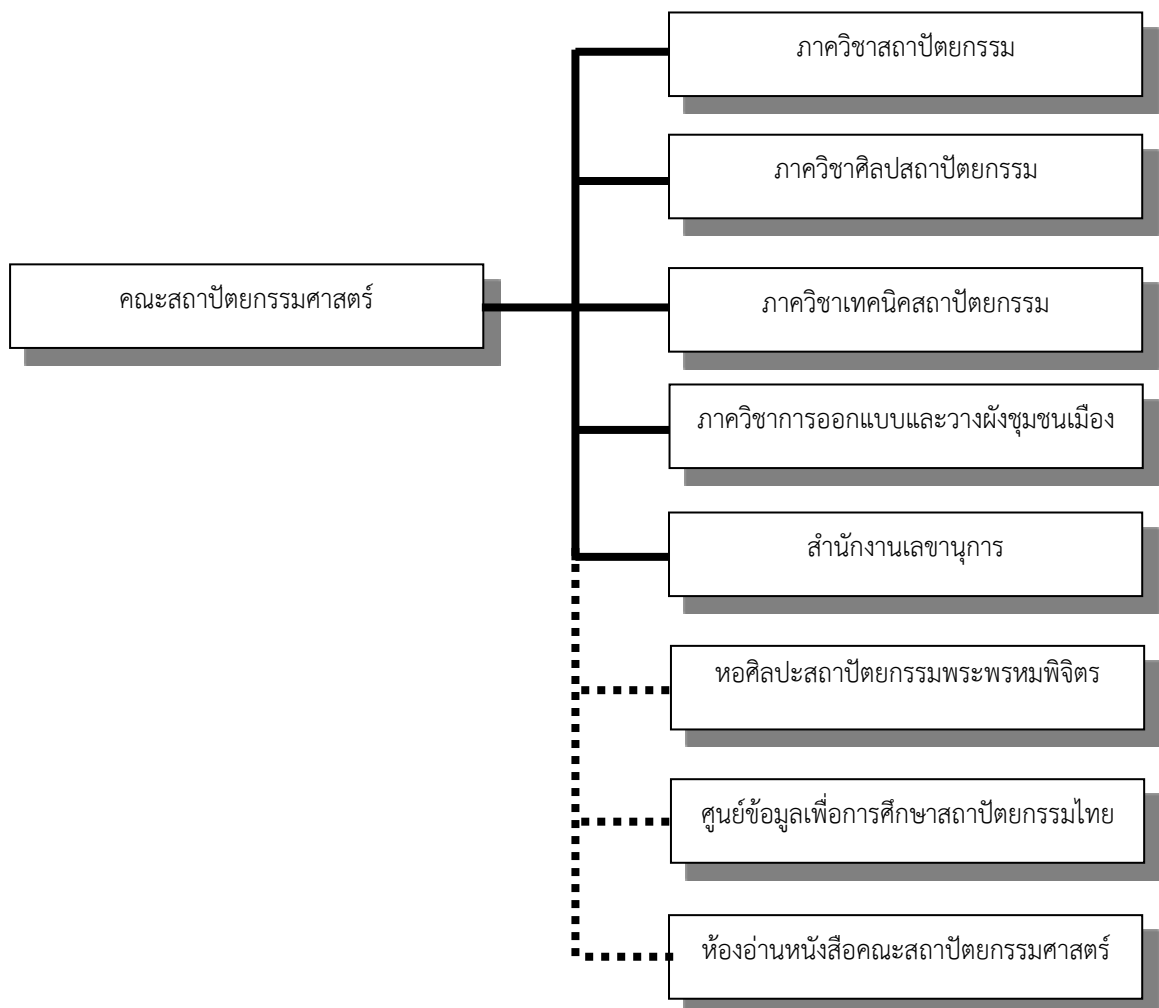 ภาควิชาสถาปัตยกรรม
ภาควิชาศิลปสถาปัตยกรรม
คณะสถาปัตยกรรมศาสตร์
ภาควิชาเทคนิคสถาปัตยกรรม
ภาควิชาการออกแบบและวางผังชุมชนเมือง
สำนักงานเลขานุการ
หอศิลปะสถาปัตยกรรมพระพรหมพิจิตร
ศูนย์ข้อมูลเพื่อการศึกษาสถาปัตยกรรมไทย
ห้องอ่านหนังสือคณะสถาปัตยกรรมศาสตร์